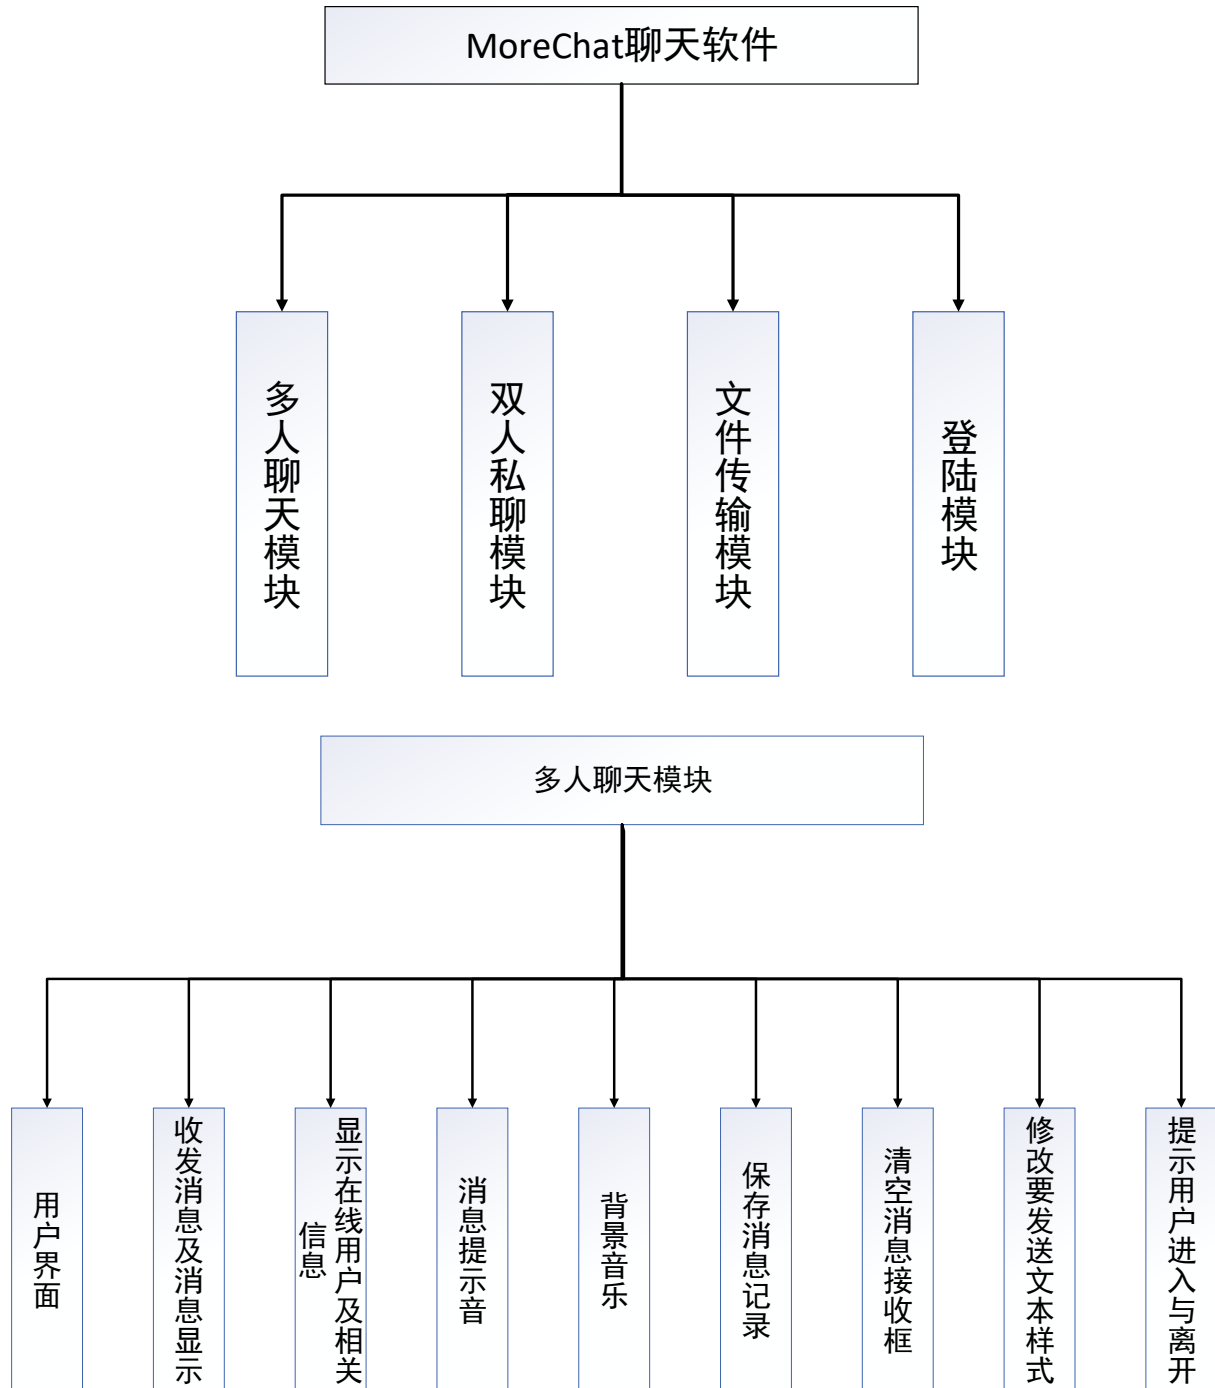 MoreChat聊天软件
多人聊天模块
双人私聊模块
文件传输模块
登陆模块
多人聊天模块
用户界面
收发消息及消息显示
显示在线用户及相关
信息
消息提示音
背景音乐
保存消息记录
清空消息接收框
修改要发送文本样式
提示用户进入与离开